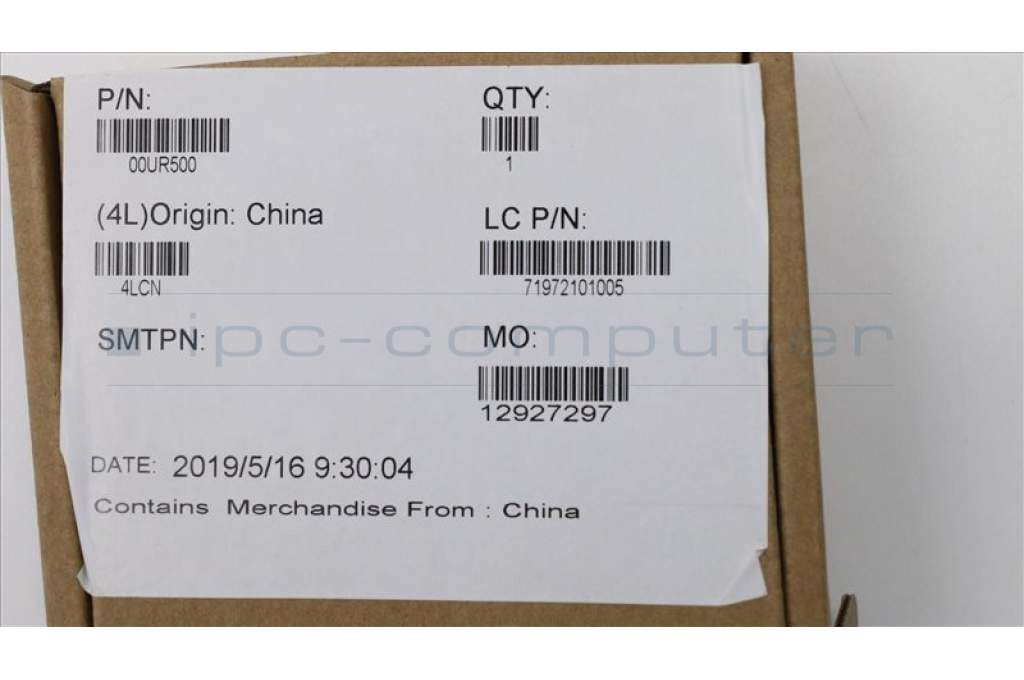 P/N:
00UR500
QTY:
1
(4L)Origin: China
4LCN
LC P/N:
71972101005
SMTPN:
MO:
12927297
ipc-computer
DATE: 2019/5/16 9:30:04
Contains Merchandise From : China